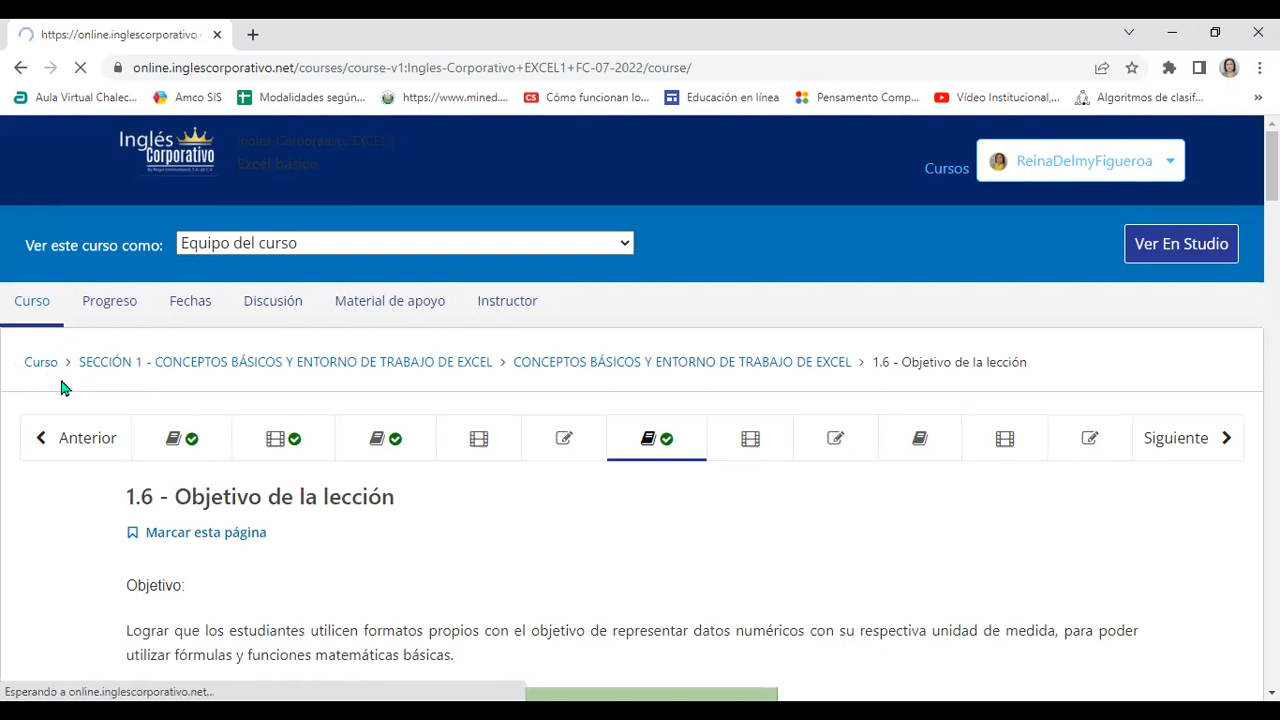 https://online.inglescorporativo.
online.inglescorporativo.net/courses/course-v1:Ingles-Corporativo+EXCEL1+FC-07-2022/course/
Aula Virtual Chalec... Amco SIS Modalidades según... https://www.mined.... Cómo funcionan lo... Educación en línea Pensamento Comp... Vídeo Institucional,... Algoritmos de clasif... »
Inglés
Corporativo
Ingles-Corporativo: EXCEL1
Excel básico
Cursos
ReinaDelmyFigueroa
Ver este curso como: Equipo del curso
Ver En Studio
Curso Progreso Fechas Discusión Material de apoyo Instructor
Curso > SECCIÓN 1 - CONCEPTOS BÁSICOS Y ENTORNO DE TRABAJO DE EXCEL > CONCEPTOS BÁSICOS Y ENTORNO DE TRABAJO DE EXCEL > 1.6 - Objetivo de la lección
Anterior Siguiente
1.6 - Objetivo de la lección
Marcar esta página
Objetivo:
Lograr que los estudiantes utilicen formatos propios con el objetivo de representar datos numéricos con su respectiva unidad de medida, para poder
utilizar fórmulas y funciones matemáticas básicas.
Esperando a online.inglescorporativo.net...